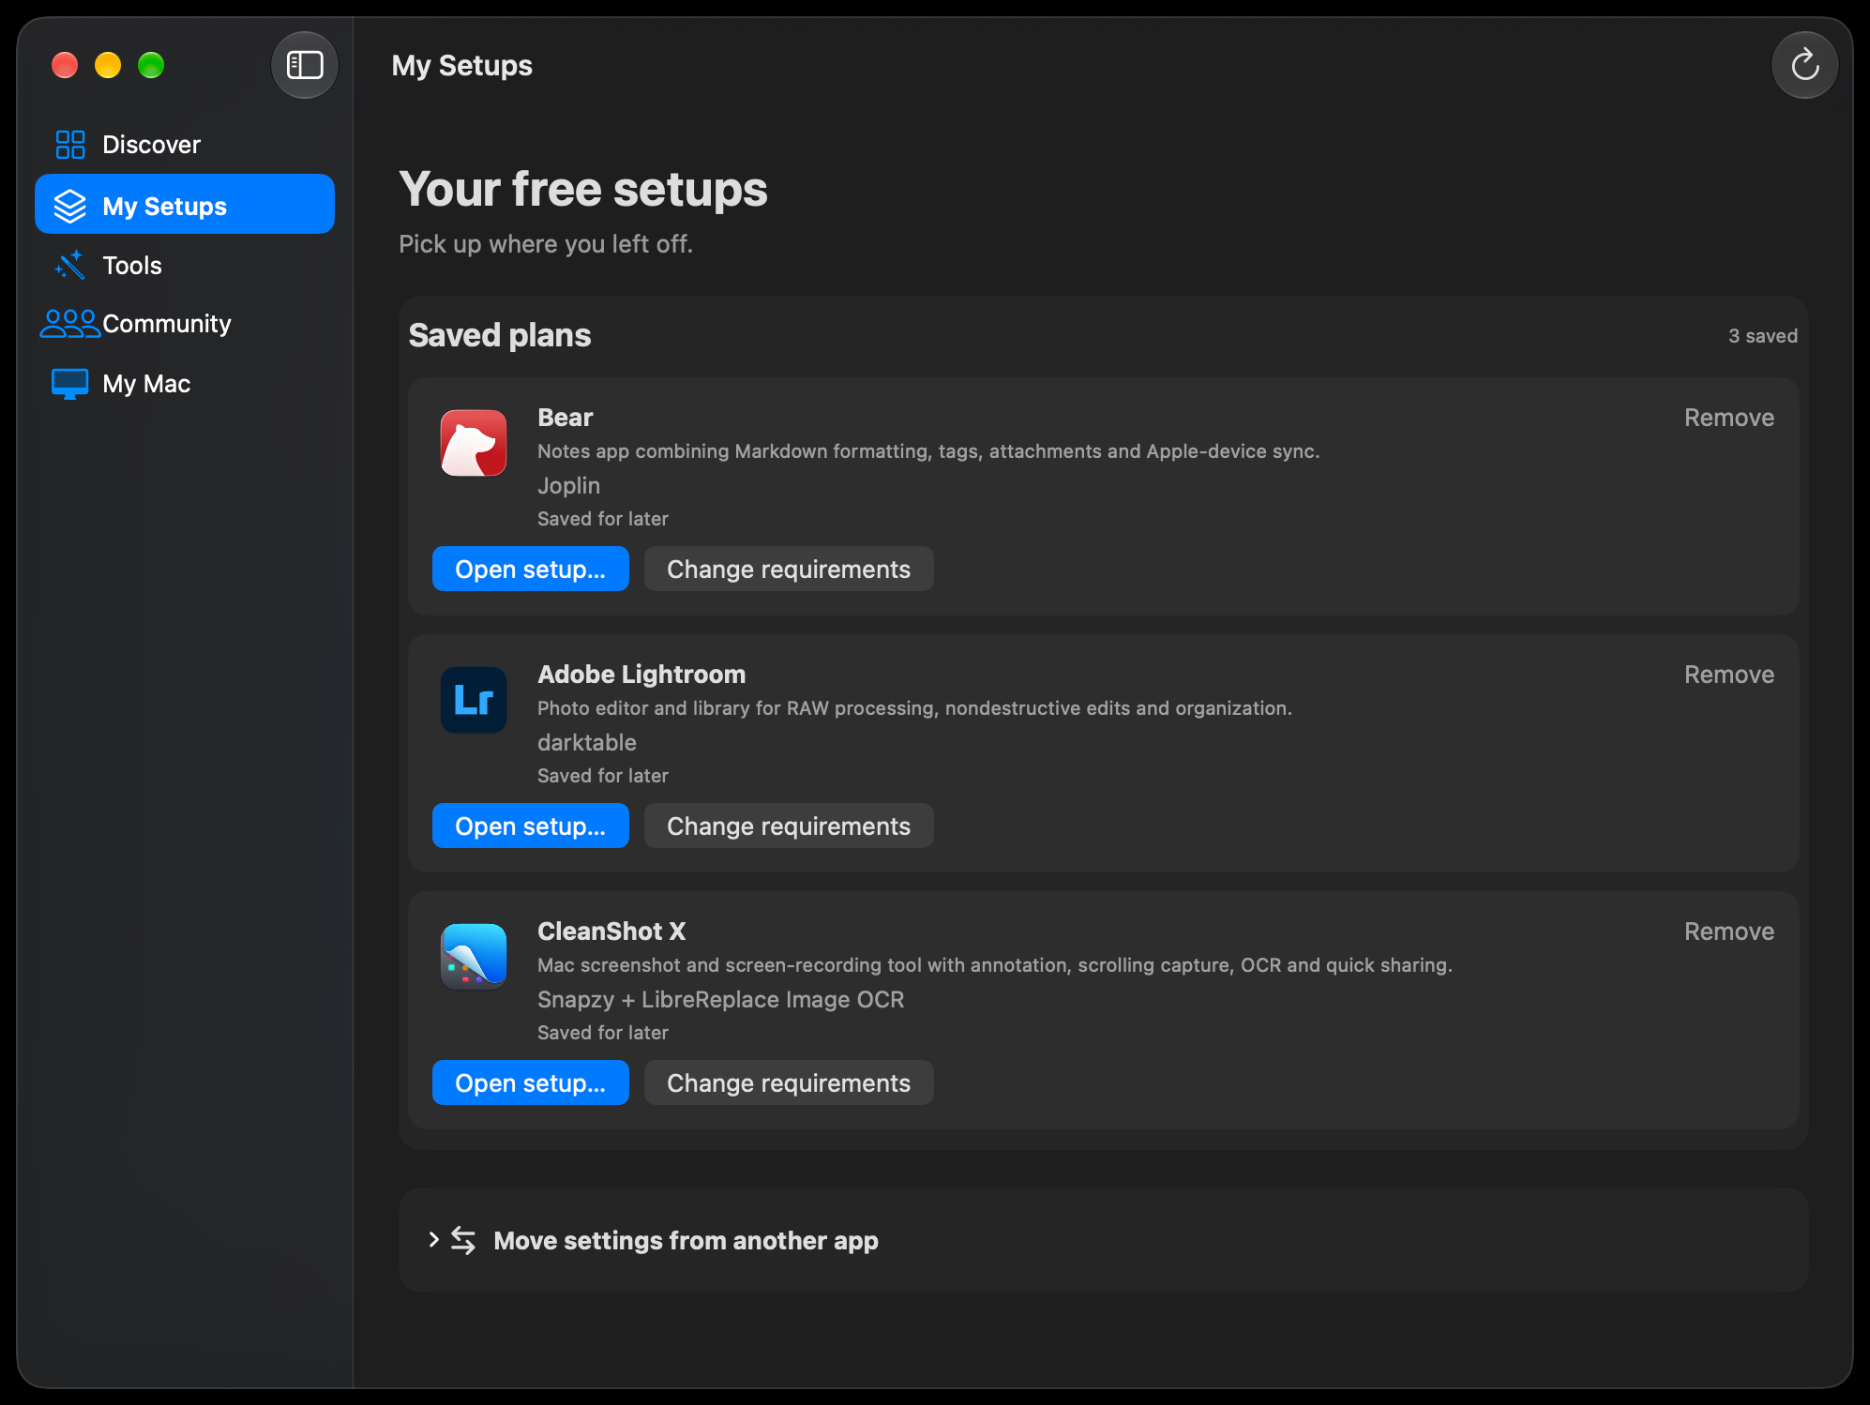 My Setups
Discover
My Setups
Tools
Community
My Mac
Your free setups
Pick up where you left off.
Saved plans
3 saved
Bear
Remove
Notes app combining Markdown formatting, tags, attachments and Apple-device sync.
Joplin
Saved for later
Open setup...
Change requirements
Lr
Adobe Lightroom
Remove
Photo editor and library for RAW processing, nondestructive edits and organization.
darktable
Saved for later
Open setup...
Change requirements
CleanShot X
Remove
Mac screenshot and screen-recording tool with annotation, scrolling capture, OCR and quick sharing.
Snapzy + LibreReplace Image OCR
Saved for later
Open setup...
Change requirements
Move settings from another app